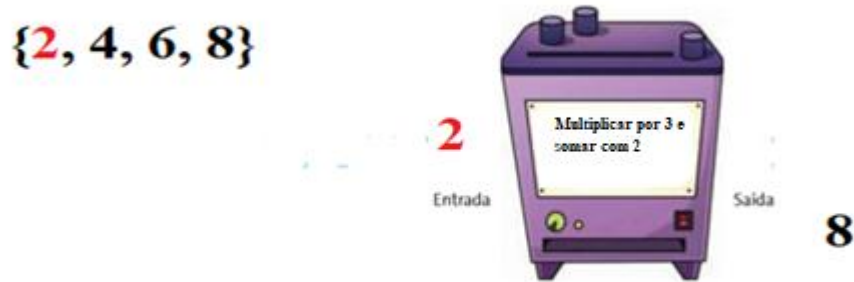 {2, 4, 6, 8}
2
Multiplicar por 3 e
somar com 2
Entrada
Saída
8